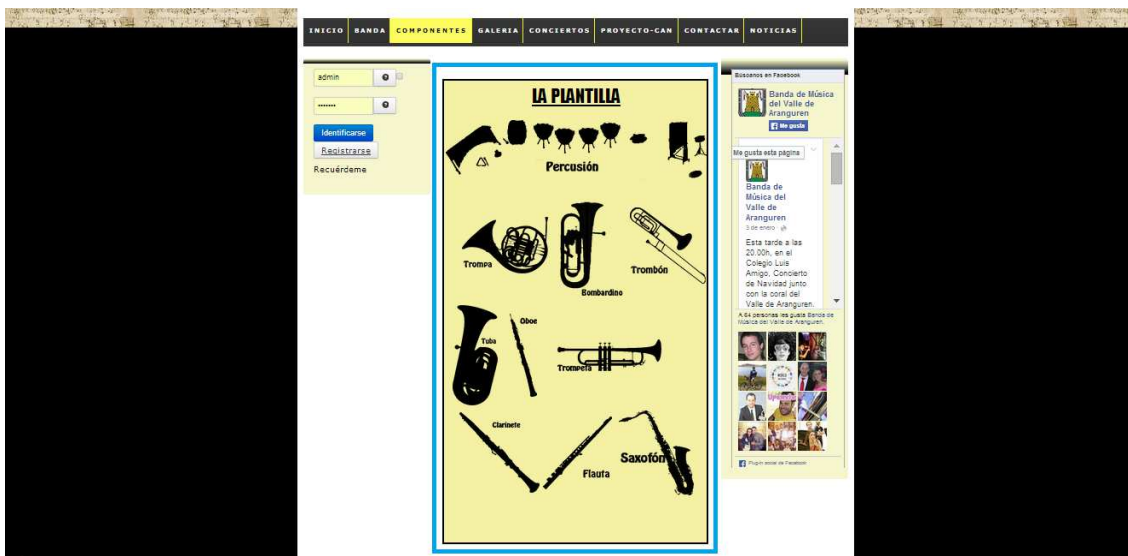 INICIO BANDA COMPONENTES GALERIA CONCIERTOS PROYECTO-CAN CONTACTAR NOTICIAS
admin
Identificarse
Registrarse
Recuérdeme
LA PLANTILLA
Percusión
Trompa
Bombardino
Trombón
Tuba
Oboe
Trompeta
Clarinete
Flauta
Saxofón
Búscanos en Facebook
Banda de Música
del Valle de
Aranguren
Me gusta
Me gusta esta página
Banda de
Música del
Valle de
Aranguren
3 de enero
Esta tarde a las
20.00h, en el
Colegio Luis
Amigo, Concierto
de Navidad junto
con la coral del
Valle de Aranguren.
A 64 personas les gusta Banda de
Música del Valle de Aranguren.
Plug-in social de Facebook